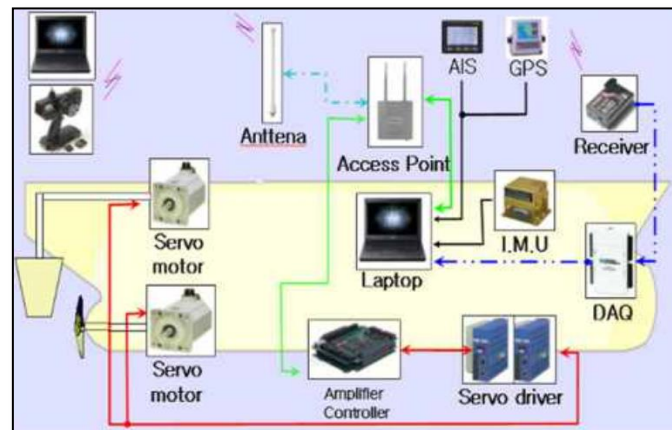 AIS
GPS
Anttena
Access Point
Receiver
Servo
motor
Laptop
I.M.U
DAQ
Servo
motor
Amplifier
Controller
Servo driver